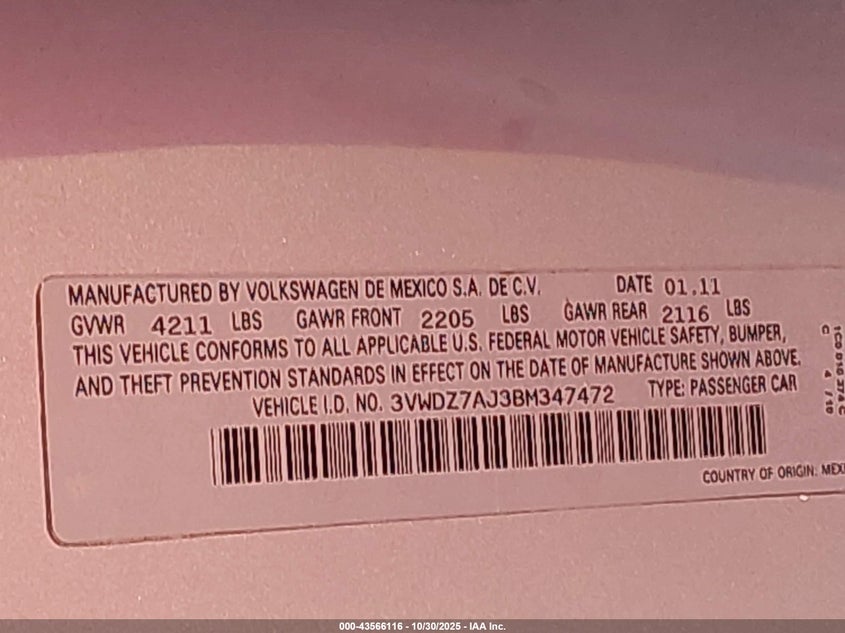 MANUFACTURED BY VOLKSWAGEN DE MEXICO S.A. DE C.V. DATE 01.11
GVWR 4211 LBS GAWR FRONT 2205 LBS GAWR REAR 2116 LBS
THIS VEHICLE CONFORMS TO ALL APPLICABLE U.S. FEDERAL MOTOR VEHICLE SAFETY, BUMPER,
AND THEFT PREVENTION STANDARDS IN EFFECT ON THE DATE OF MANUFACTURE SHOWN ABOVE.
VEHICLE I.D. NO. 3VWDZ7AJ3BM347472 TYPE: PASSENGER CAR
COUNTRY OF ORIGIN: MEXI
C 4 / 10
000-43566116 - 10/30/2025 - IAA Inc.